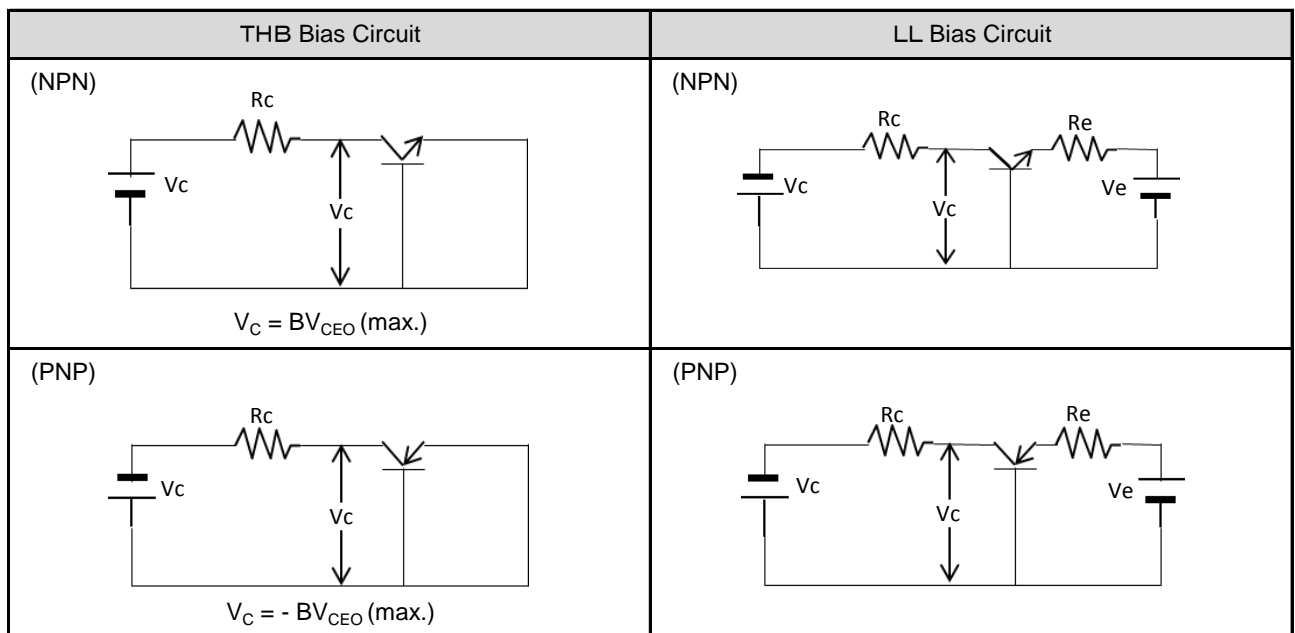 THB Bias Circuit
LL Bias Circuit
(NPN)
Rc
Vc
Vc
V_C = BV_CEO (max.)
(NPN)
Rc
Re
Vc
Vc
Ve
(PNP)
Rc
Vc
Vc
V_C = - BV_CEO (max.)
(PNP)
Rc
Re
Vc
Vc
Ve